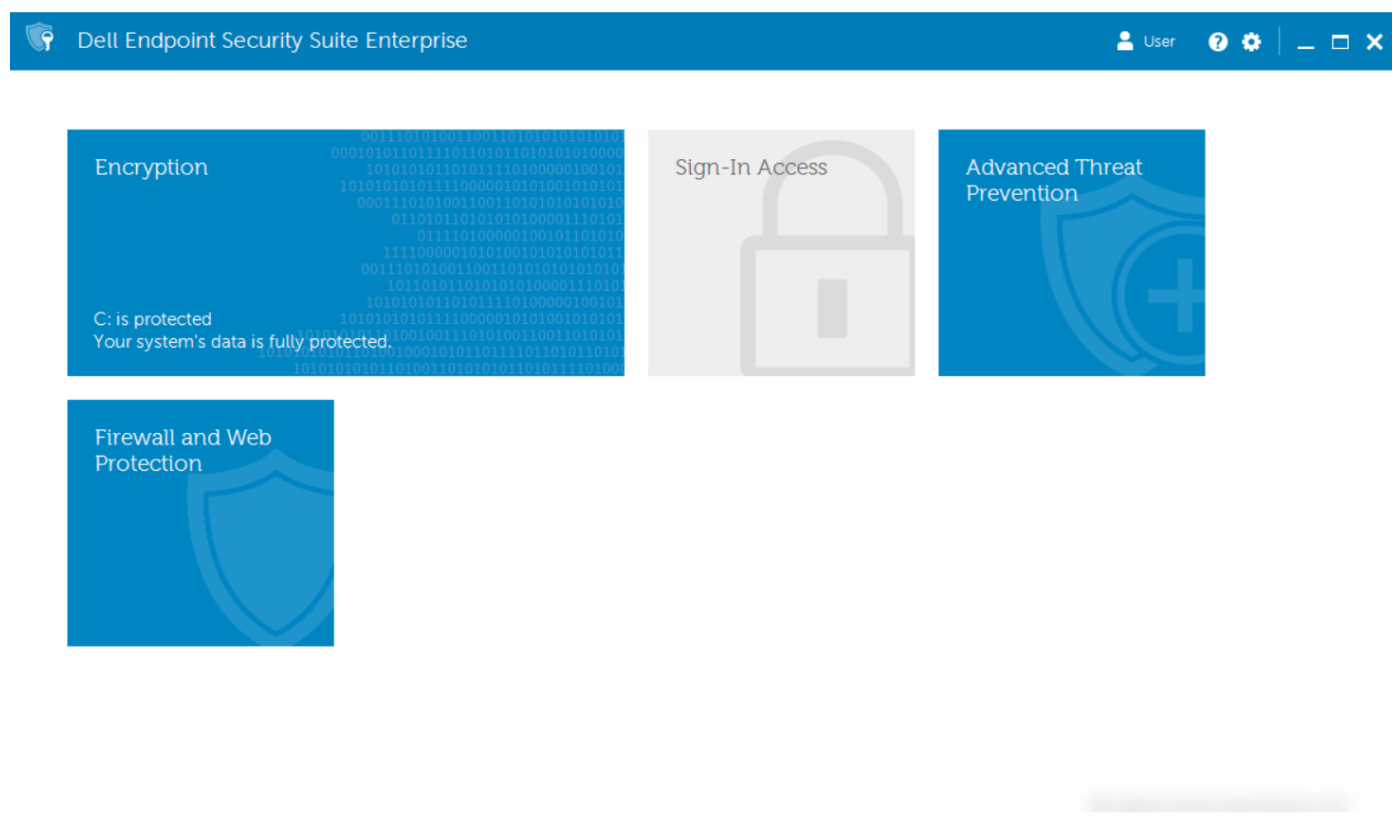 Dell Endpoint Security Suite Enterprise
User
Encryption
C: is protected
Your system's data is fully protected.
Sign-In Access
Advanced Threat
Prevention
Firewall and Web
Protection